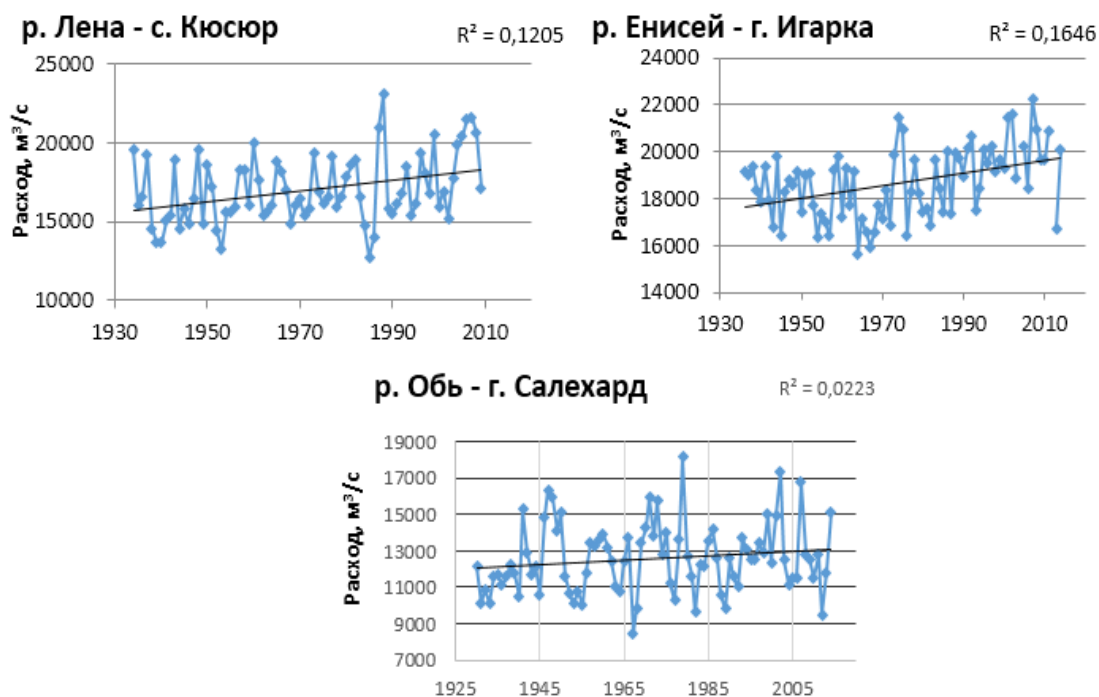 р. Лена - с. Кюсюр
R² = 0,1205
Расход, м³/с
25000
20000
15000
10000
1930 1950 1970 1990 2010
р. Енисей - г. Игарка
R² = 0,1646
Расход, м³/с
24000
22000
20000
18000
16000
14000
1930 1950 1970 1990 2010
р. Обь - г. Салехард
R² = 0,0223
Расход, м³/с
19000
17000
15000
13000
11000
9000
7000
1925 1945 1965 1985 2005